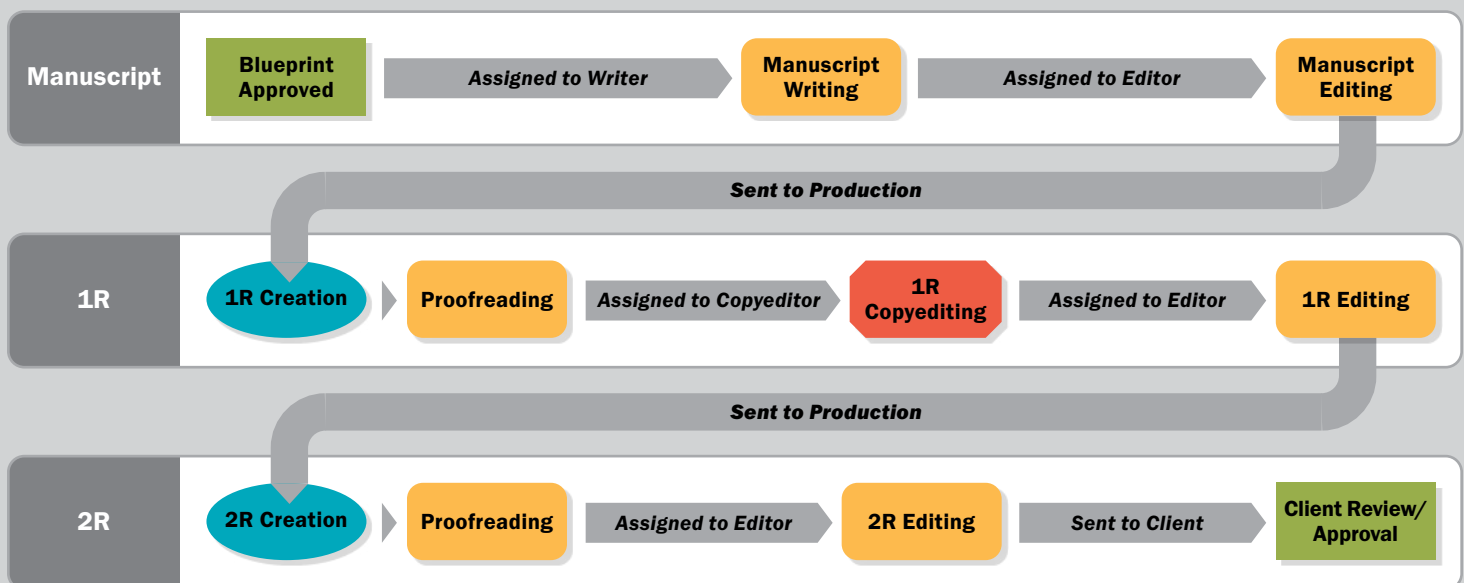 Manuscript
Blueprint
Approved
Assigned to Writer
Manuscript
Writing
Assigned to Editor
Manuscript
Editing
Sent to Production
1R
1R Creation
Proofreading
Assigned to Copyeditor
1R
Copyediting
Assigned to Editor
1R Editing
Sent to Production
2R
2R Creation
Proofreading
Assigned to Editor
2R Editing
Sent to Client
Client Review/
Approval